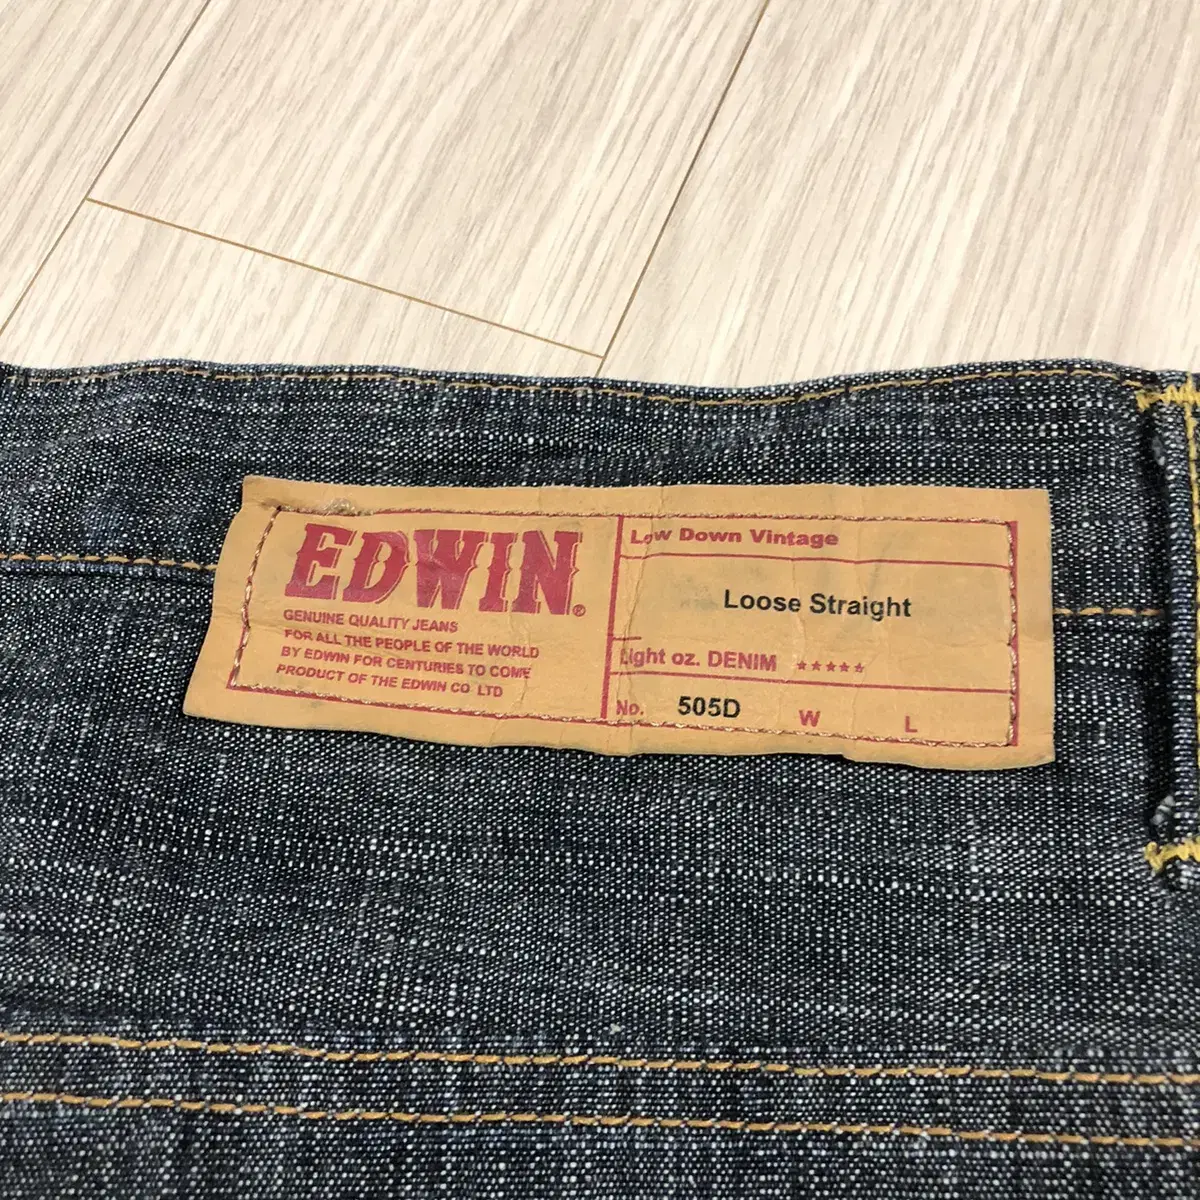 EDWIN®
GENUINE QUALITY JEANS
FOR ALL THE PEOPLE OF THE WORLD
BY EDWIN FOR CENTURIES TO COME
PRODUCT OF THE EDWIN CO LTD
Low Down Vintage
Loose Straight
Light oz. DENIM ★★★★★
No. 505D W L